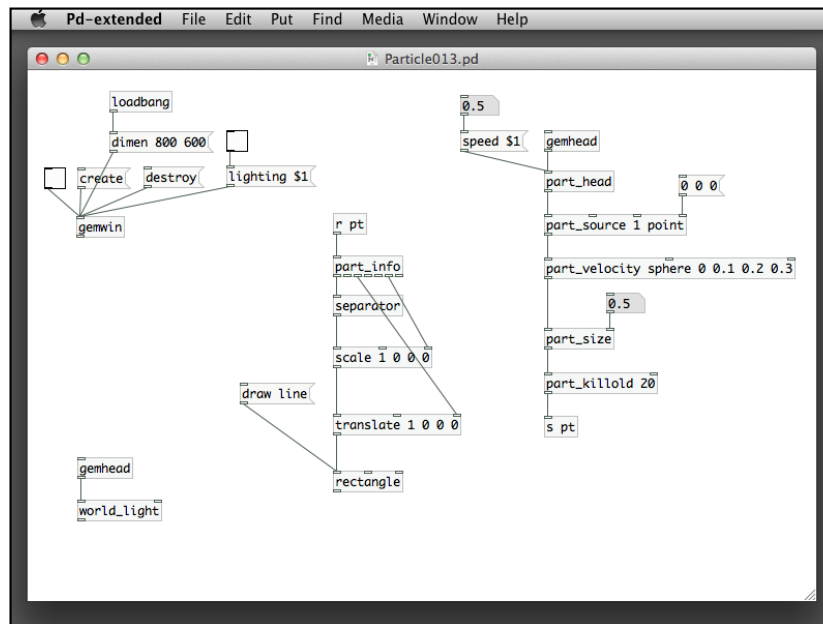 Pd-extended File Edit Put Find Media Window Help
Particle013.pd
loadbang
dimen 800 600
create
destroy
lighting $1
gemwin
0.5
speed $1
gemhead
part_head
0 0 0
part_source 1 point
part_velocity sphere 0 0.1 0.2 0.3
0.5
part_size
part_killold 20
s pt
r pt
part_info
separator
scale 1 0 0 0
draw line
translate 1 0 0 0
rectangle
gemhead
world_light